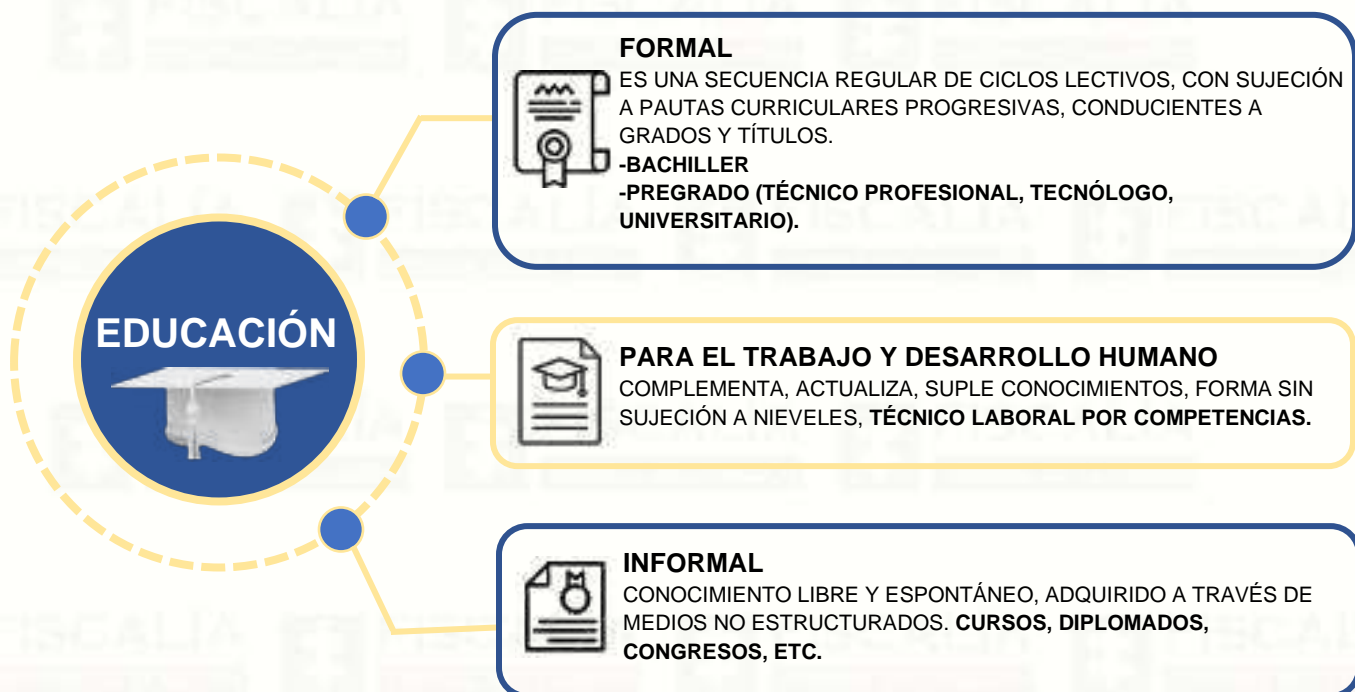 FORMAL
ES UNA SECUENCIA REGULAR DE CICLOS LECTIVOS, CON SUJECIÓN
A PAUTAS CURRICULARES PROGRESIVAS, CONDUCIENTES A
GRADOS Y TÍTULOS.
-BACHILLER
-PREGRADO (TÉCNICO PROFESIONAL, TECNÓLOGO,
UNIVERSITARIO).
EDUCACIÓN
PARA EL TRABAJO Y DESARROLLO HUMANO
COMPLEMENTA, ACTUALIZA, SUPLE CONOCIMIENTOS, FORMA SIN
SUJECIÓN A NIEVELES, TÉCNICO LABORAL POR COMPETENCIAS.
INFORMAL
CONOCIMIENTO LIBRE Y ESPONTÁNEO, ADQUIRIDO A TRAVÉS DE
MEDIOS NO ESTRUCTURADOS. CURSOS, DIPLOMADOS,
CONGRESOS, ETC.